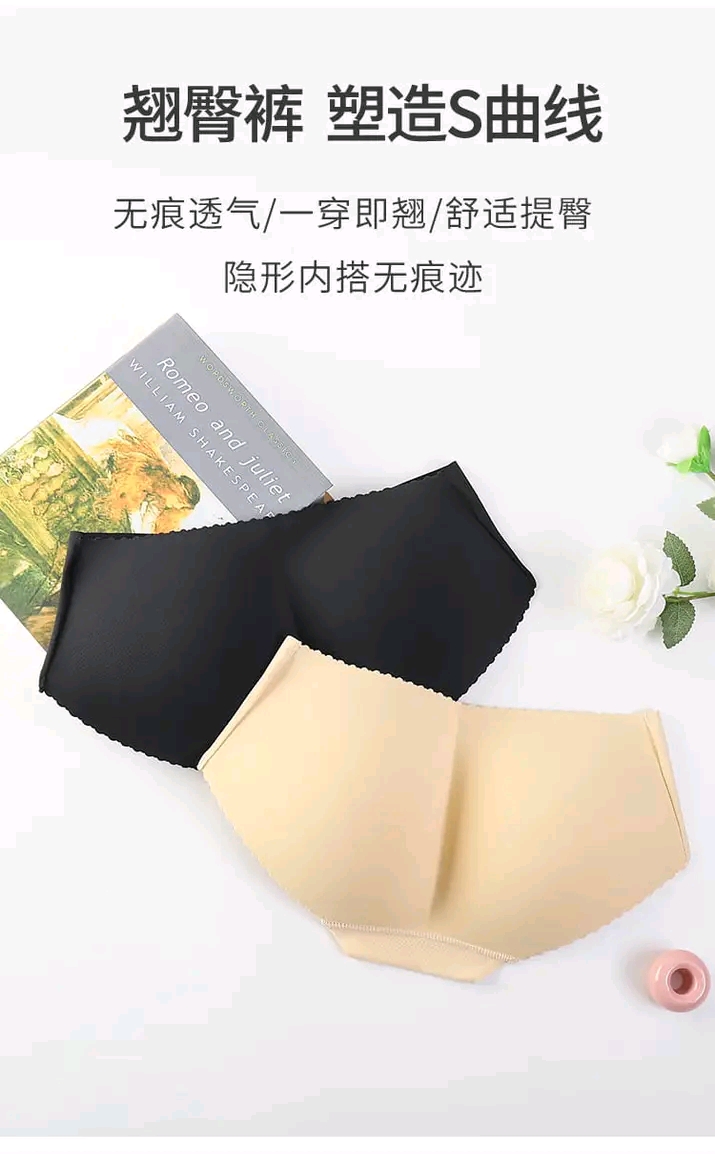 翘臀裤 塑造S曲线
无痕透气/一穿即翘/舒适提臀
隐形内搭无痕迹
WORDSWORTH CLASSICS
Romeo and Juliet
WILLIAM SHAKESPEAR